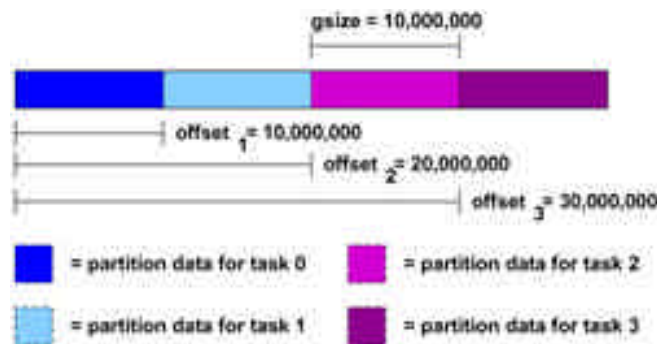 gsize = 10,000,000
offset 1 = 10,000,000
offset 2 = 20,000,000
offset 3 = 30,000,000
= partition data for task 0
= partition data for task 2
= partition data for task 1
= partition data for task 3